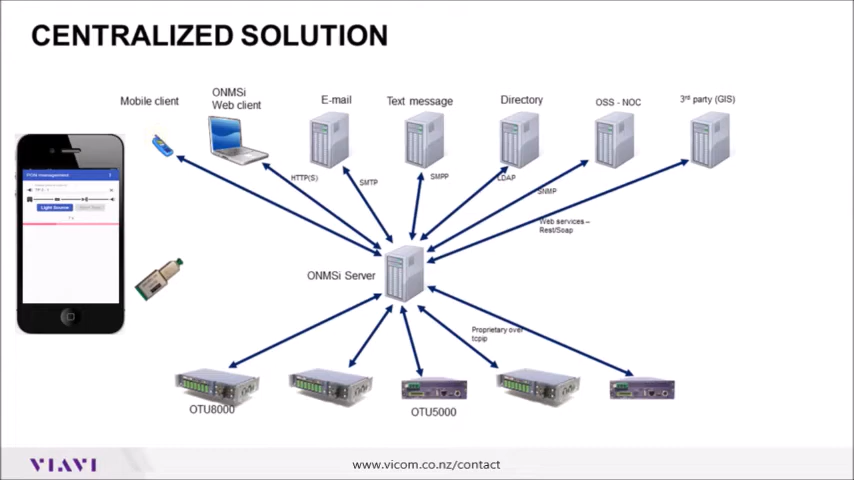 CENTRALIZED SOLUTION
Mobile client
ONMSi
Web client
E-mail
Text message
Directory
OSS - NOC
3rd party (GIS)
HTTP(S)
SMTP
SMPP
LDAP
SNMP
Web services –
Rest/Soap
PON management
Light Source
ONMSi Server
Proprietary over
tcpip
OTU8000
OTU5000
VIAVI
www.vicom.co.nz/contact